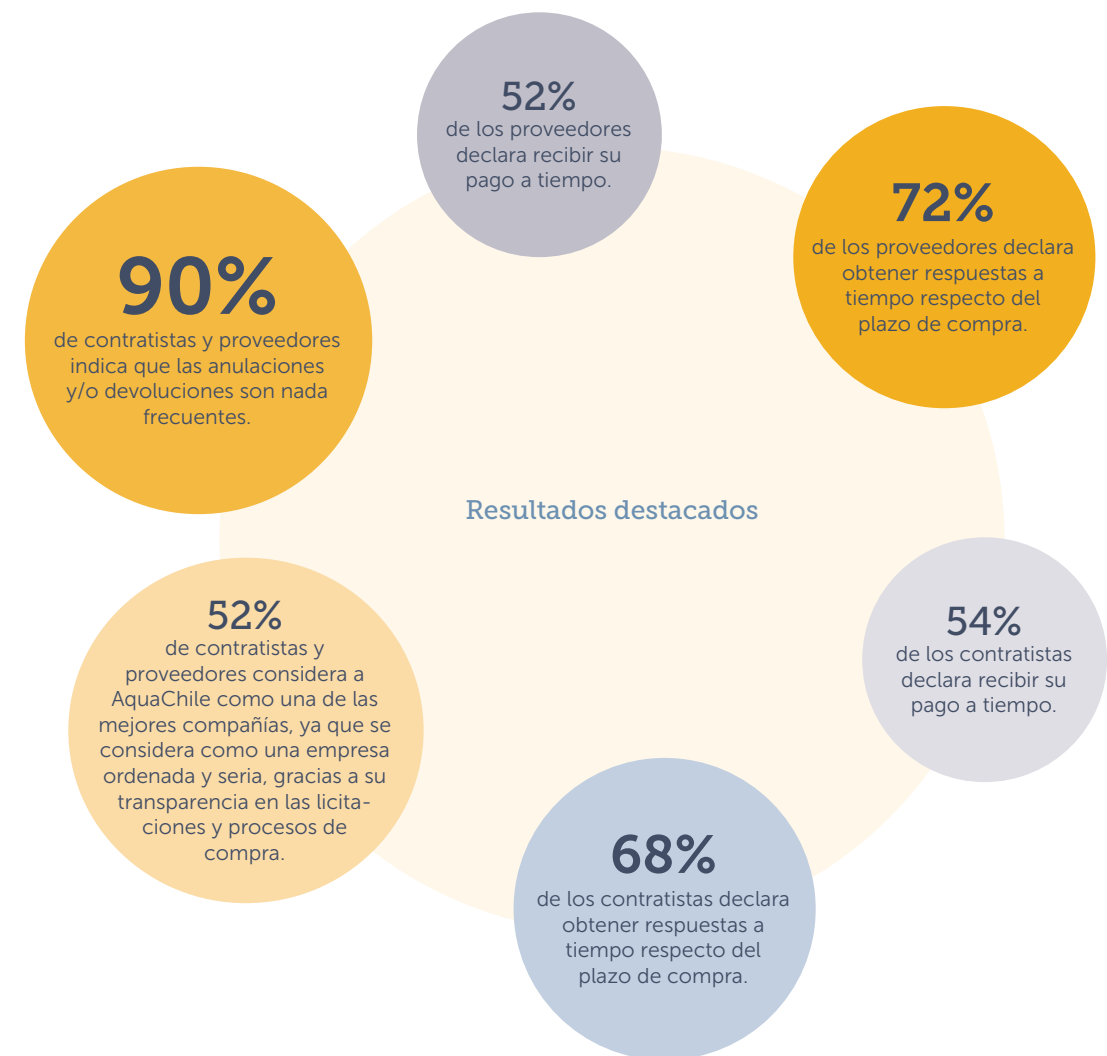 52%
de los proveedores
declara recibir su
pago a tiempo.
72%
de los proveedores declara
obtener respuestas a
tiempo respecto del
plazo de compra.
90%
de contratistas y proveedores
indica que las anulaciones
y/o devoluciones son nada
frecuentes.
Resultados destacados
54%
de los contratistas
declara recibir su
pago a tiempo.
52%
de contratistas y
proveedores considera a
AquaChile como una de las
mejores compañías, ya que se
considera como una empresa
ordenada y seria, gracias a su
transparencia en las licita-
ciones y procesos de
compra.
68%
de los contratistas declara
obtener respuestas a
tiempo respecto del
plazo de compra.